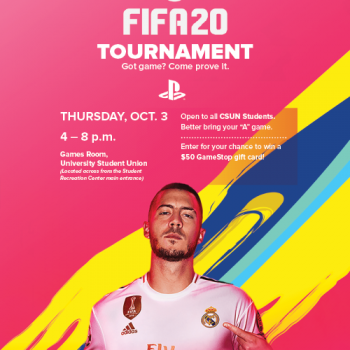 FIFA20
TOURNAMENT
Got game? Come prove it.
THURSDAY, OCT. 3
4 – 8 p.m.
Games Room,
University Student Union
(Located across from the Student
Recreation Center main entrance)
Open to all CSUN Students.
Better bring your "A" game.
Enter for your chance to win a
$50 GameStop gift card!
adidas
Fly